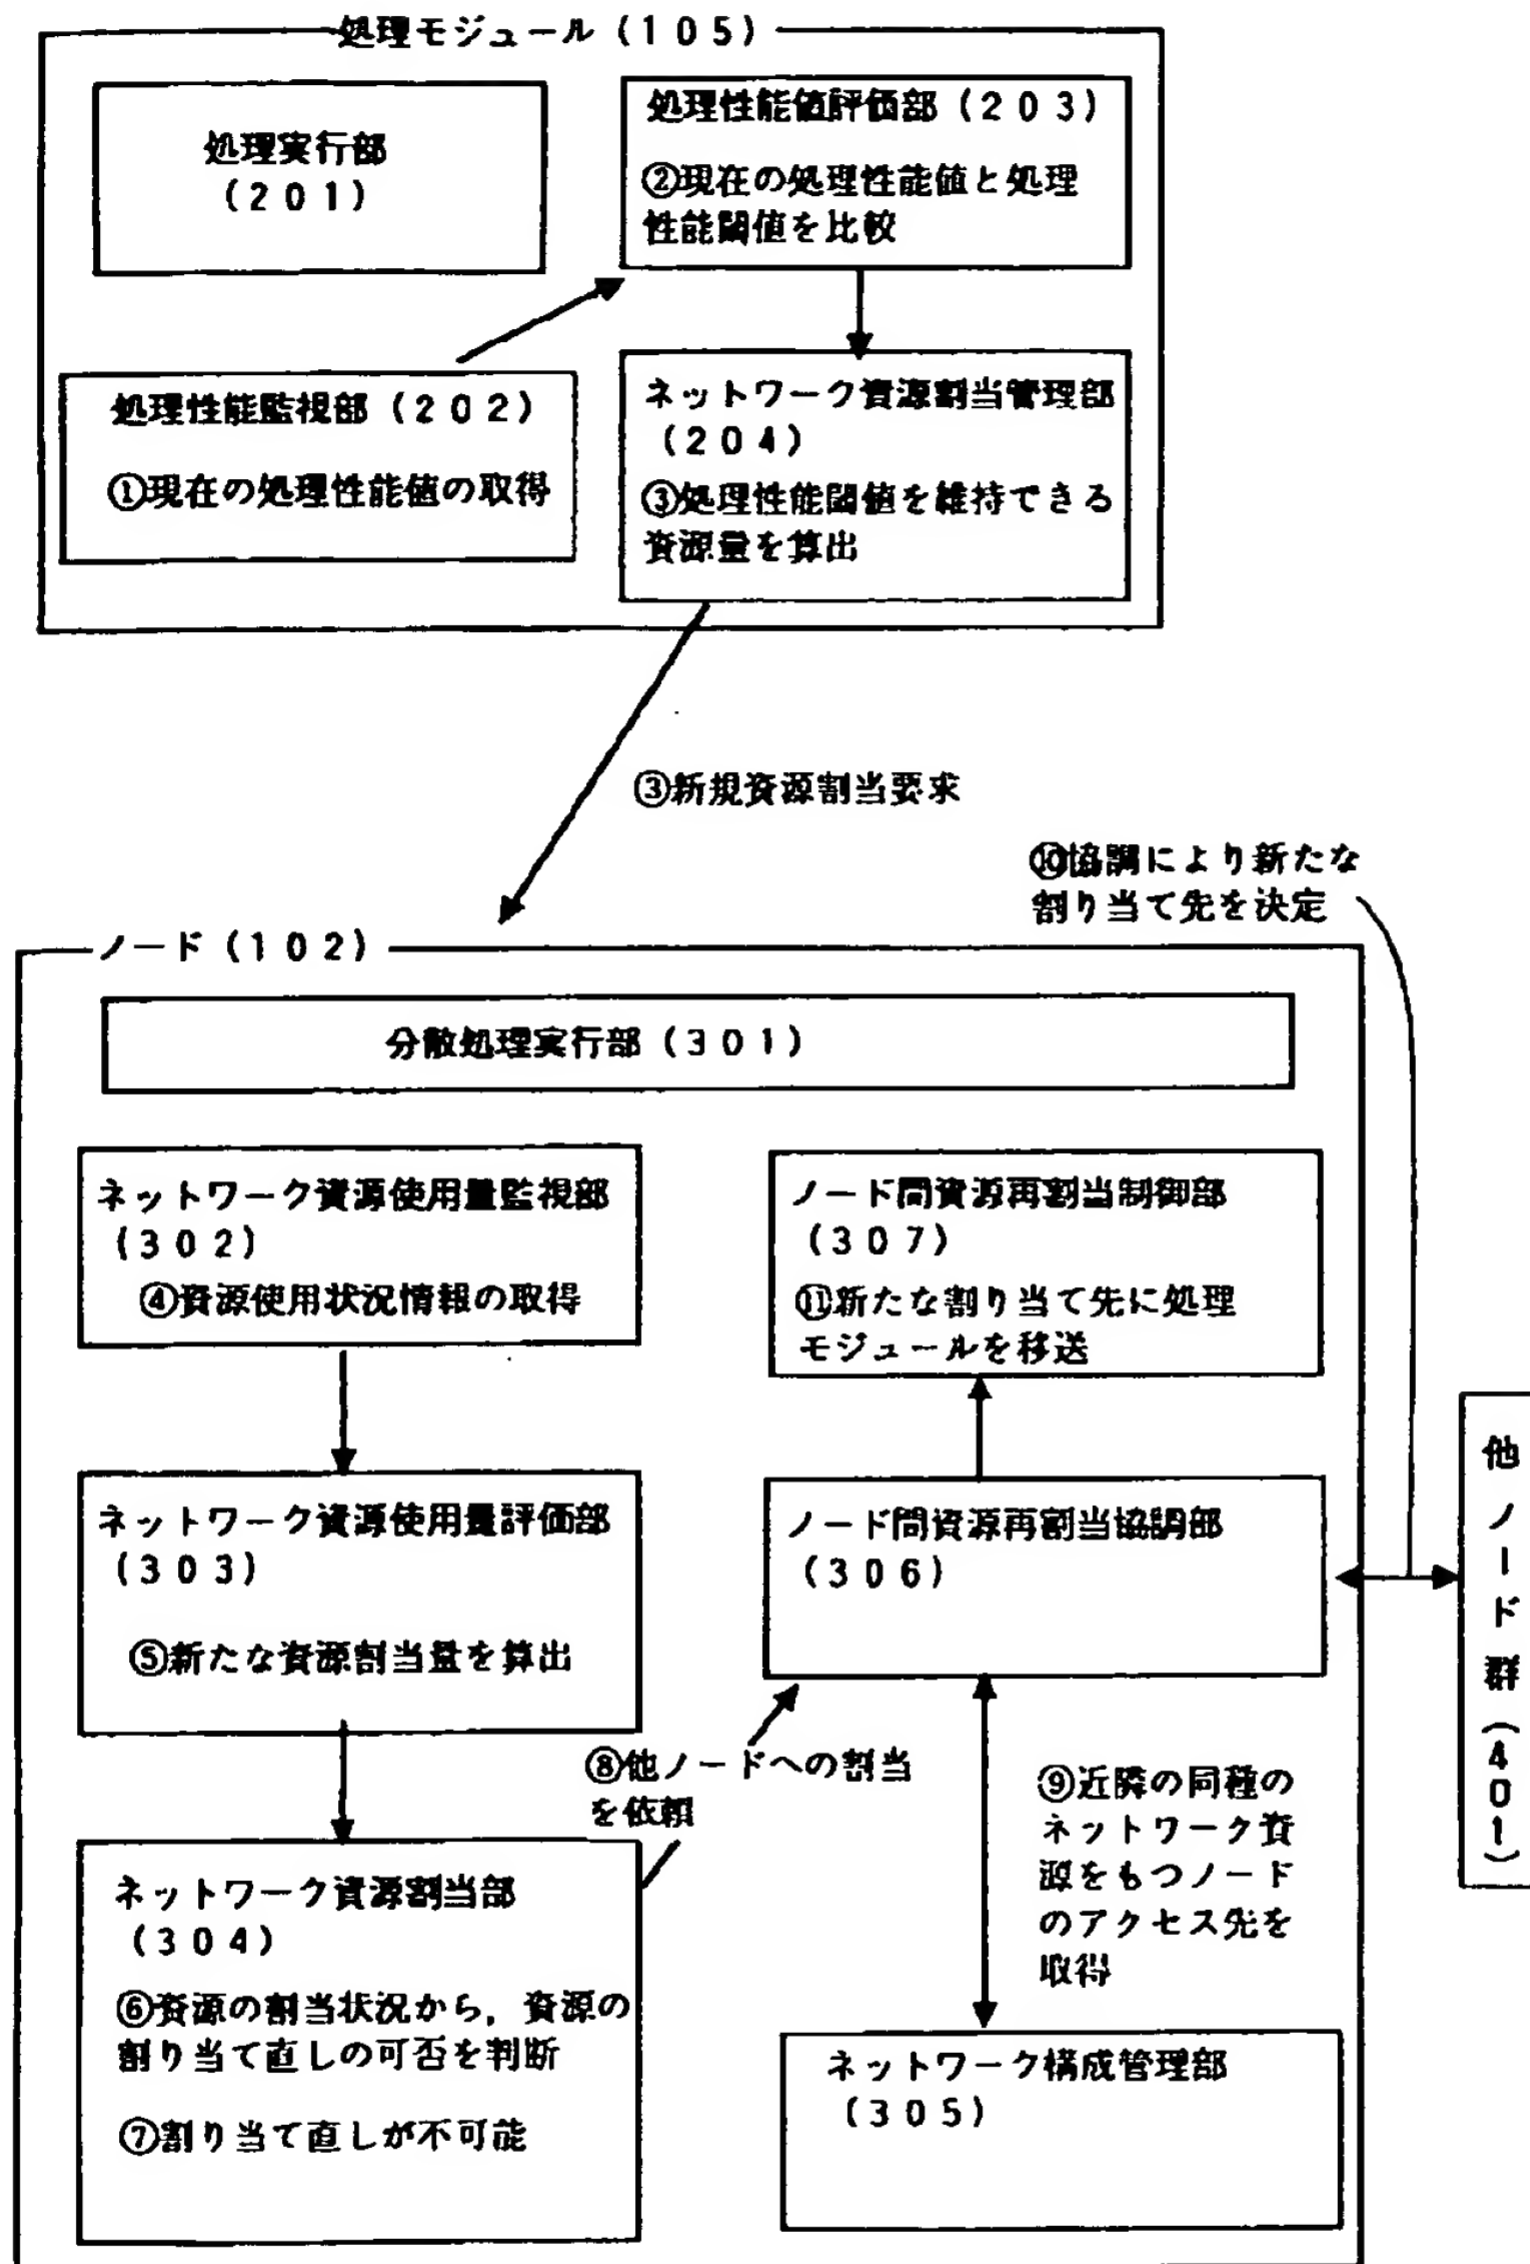 処理モジュール(105)
処理実行部
(201)
処理性能値評価部(203)
②現在の処理性能値と処理
性能閾値を比較
処理性能監視部(202)
①現在の処理性能値の取得
ネットワーク資源割当管理部
(204)
③処理性能閾値を維持できる
資源量を算出
③新規資源割当要求
⑩協調により新たな
割り当て先を決定
ノード(102)
分散処理実行部(301)
ネットワーク資源使用量監視部
(302)
④資源使用状況情報の取得
ノード間資源再割当制御部
(307)
⑪新たな割り当て先に処理
モジュールを移送
ネットワーク資源使用量評価部
(303)
⑤新たな資源割当量を算出
ノード間資源再割当協調部
(306)
他ノード群(401)
⑧他ノードへの割当
を依頼
⑨近隣の同種の
ネットワーク資
源をもつノード
のアクセス先を
取得
ネットワーク資源割当部
(304)
⑥資源の割当状況から，資源の
割り当て直しの可否を判断
⑦割り当て直しが不可能
ネットワーク構成管理部
(305)